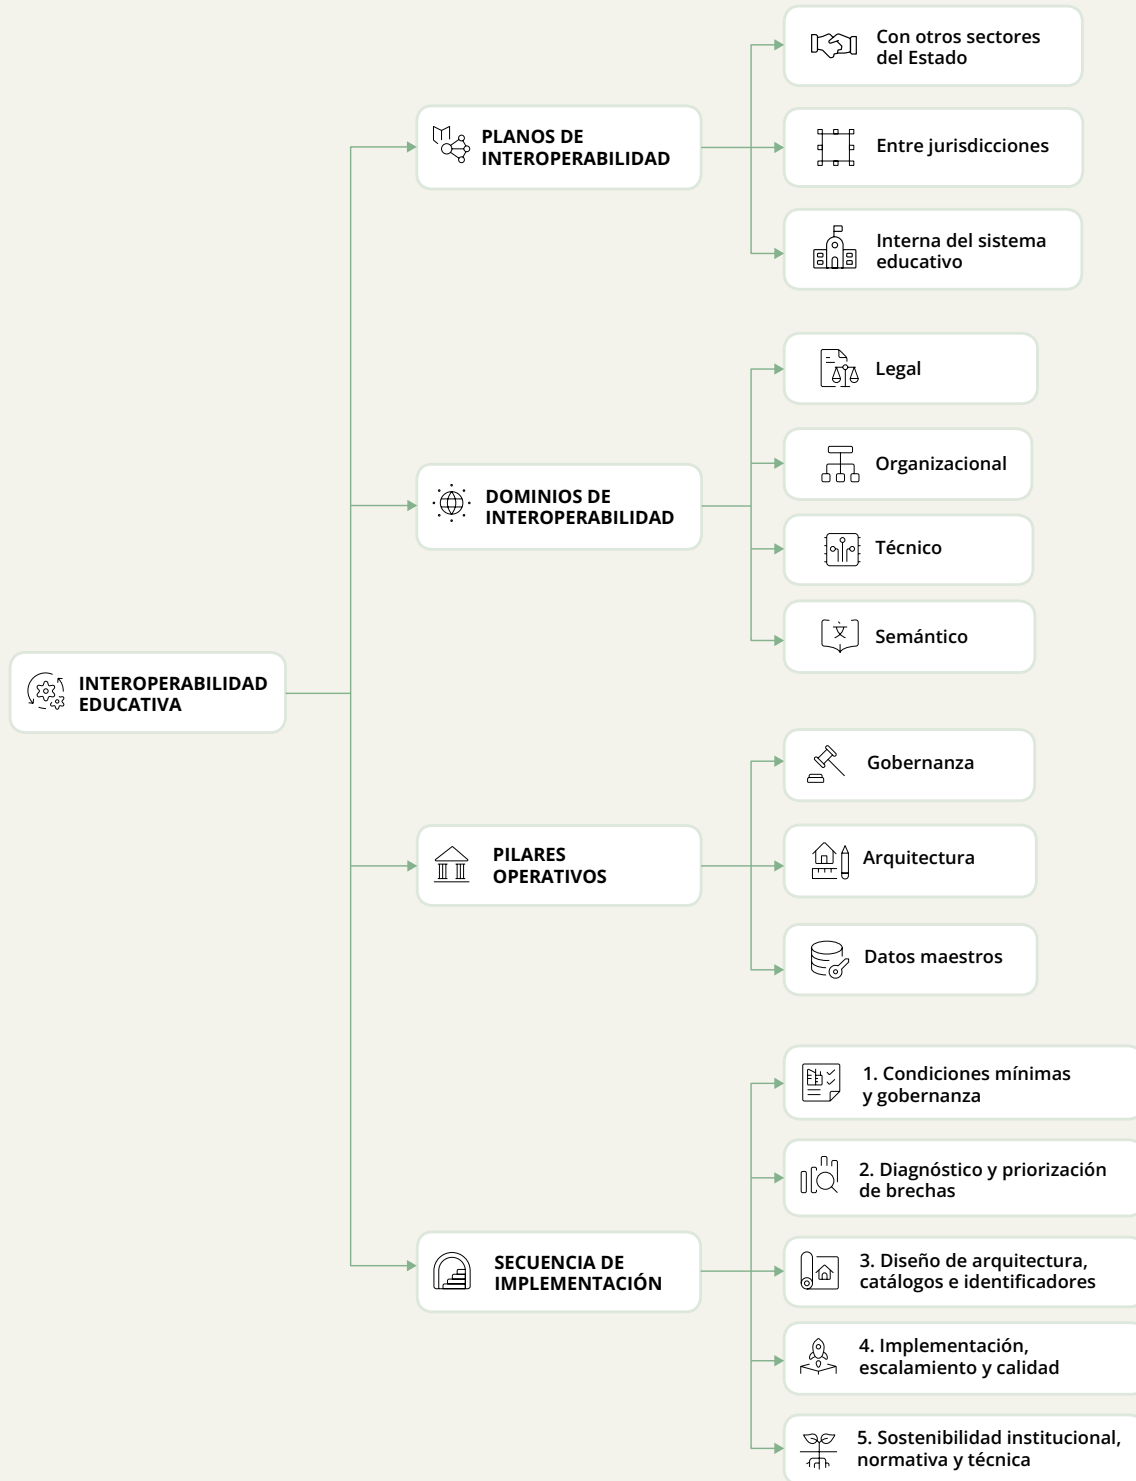 INTEROPERABILIDAD
EDUCATIVA
PLANOS DE
INTEROPERABILIDAD
Con otros sectores
del Estado
Entre jurisdicciones
Interna del sistema
educativo
DOMINIOS DE
INTEROPERABILIDAD
Legal
Organizacional
Técnico
Semántico
PILARES
OPERATIVOS
Gobernanza
Arquitectura
Datos maestros
SECUENCIA DE
IMPLEMENTACIÓN
1. Condiciones mínimas
y gobernanza
2. Diagnóstico y priorización
de brechas
3. Diseño de arquitectura,
catálogos e identificadores
4. Implementación,
escalamiento y calidad
5. Sostenibilidad institucional,
normativa y técnica